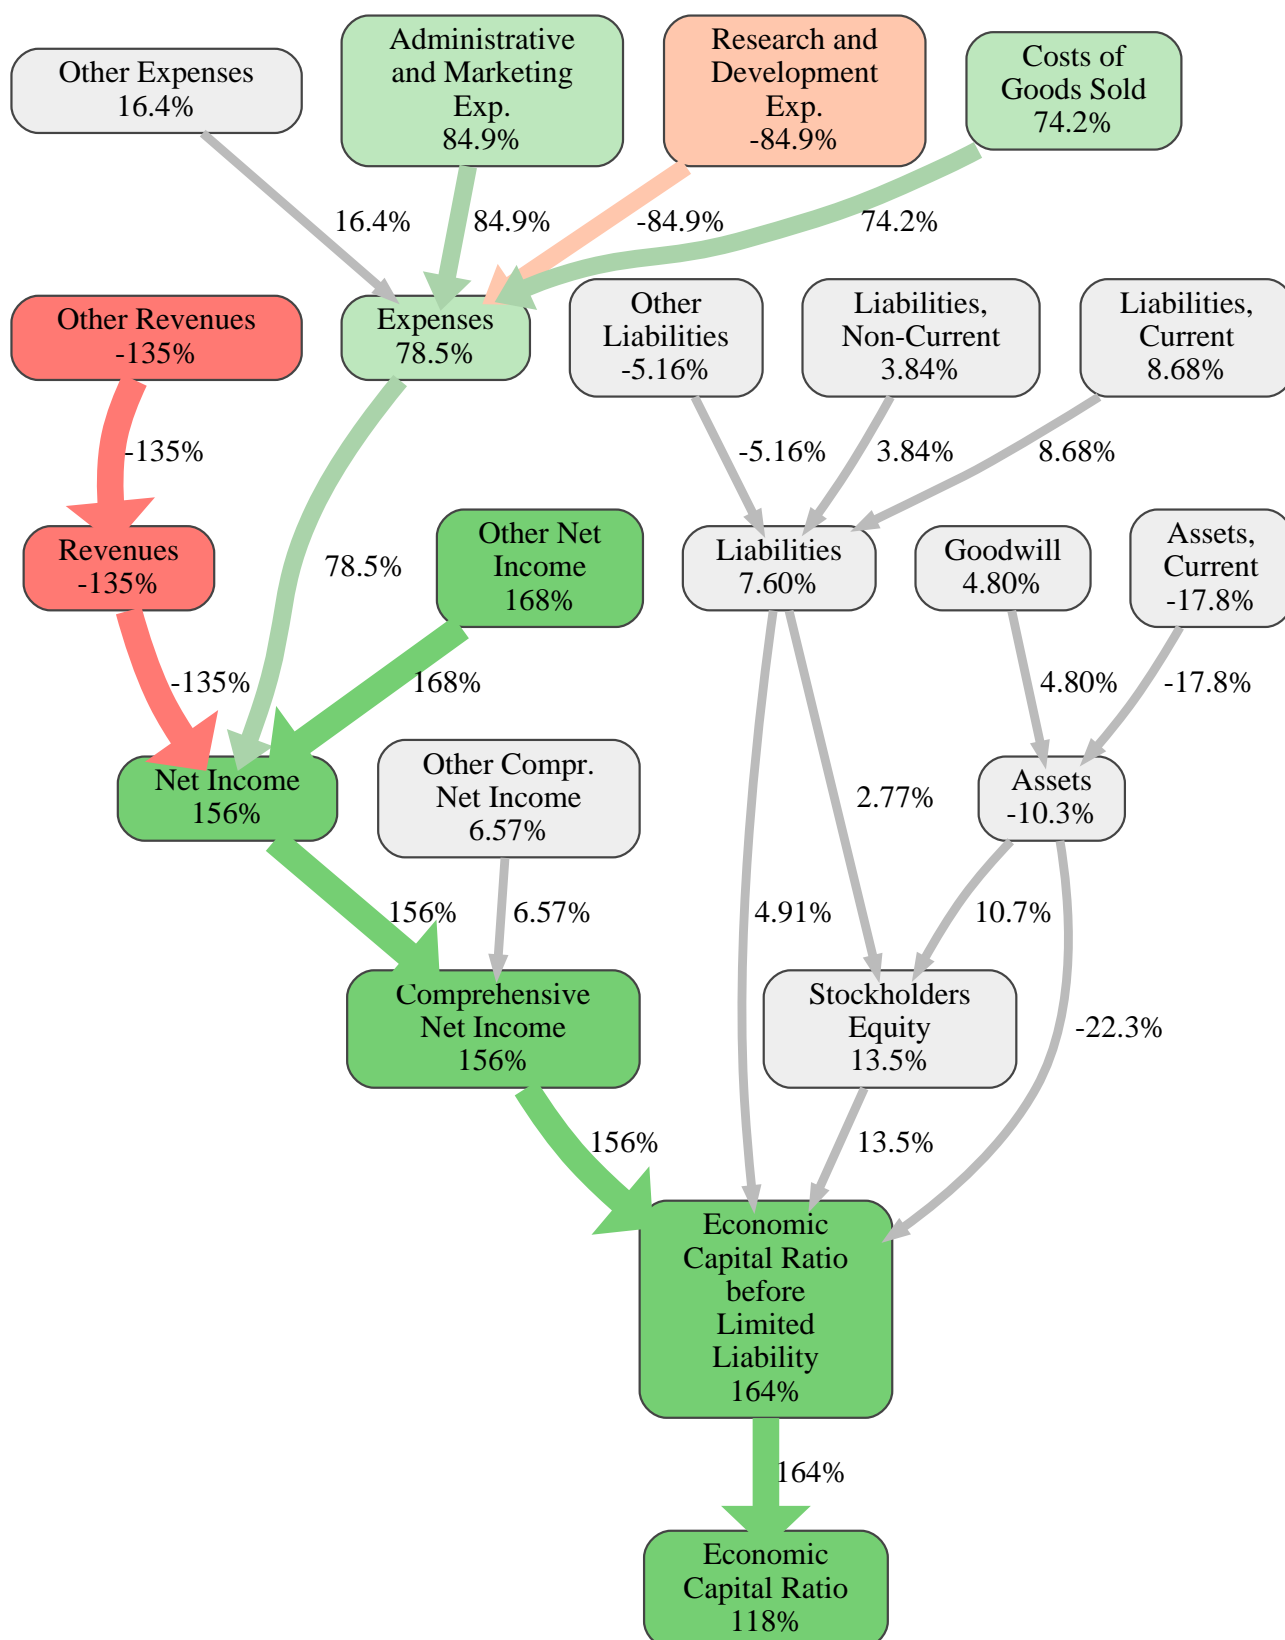 Other Expenses
16.4%
Administrative
and Marketing
Exp.
84.9%
Research and
Development
Exp.
-84.9%
Costs of
Goods Sold
74.2%
16.4%
84.9%
-84.9%
74.2%
Other Revenues
-135%
Expenses
78.5%
Other
Liabilities
-5.16%
Liabilities,
Non-Current
3.84%
Liabilities,
Current
8.68%
-135%
-5.16%
3.84%
8.68%
Revenues
-135%
78.5%
Other Net
Income
168%
Liabilities
7.60%
Goodwill
4.80%
Assets,
Current
-17.8%
-135%
168%
4.80%
-17.8%
Net Income
156%
Other Compr.
Net Income
6.57%
2.77%
Assets
-10.3%
156%
6.57%
4.91%
10.7%
Comprehensive
Net Income
156%
Stockholders
Equity
13.5%
-22.3%
156%
13.5%
Economic
Capital Ratio
before
Limited
Liability
164%
164%
Economic
Capital Ratio
118%